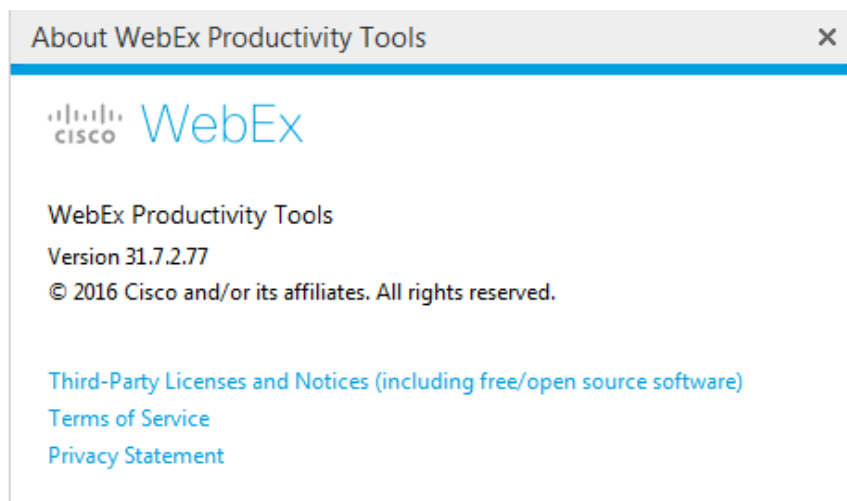 About WebEx Productivity Tools
CISCO WebEx
WebEx Productivity Tools
Version 31.7.2.77
© 2016 Cisco and/or its affiliates. All rights reserved.
Third-Party Licenses and Notices (including free/open source software)
Terms of Service
Privacy Statement